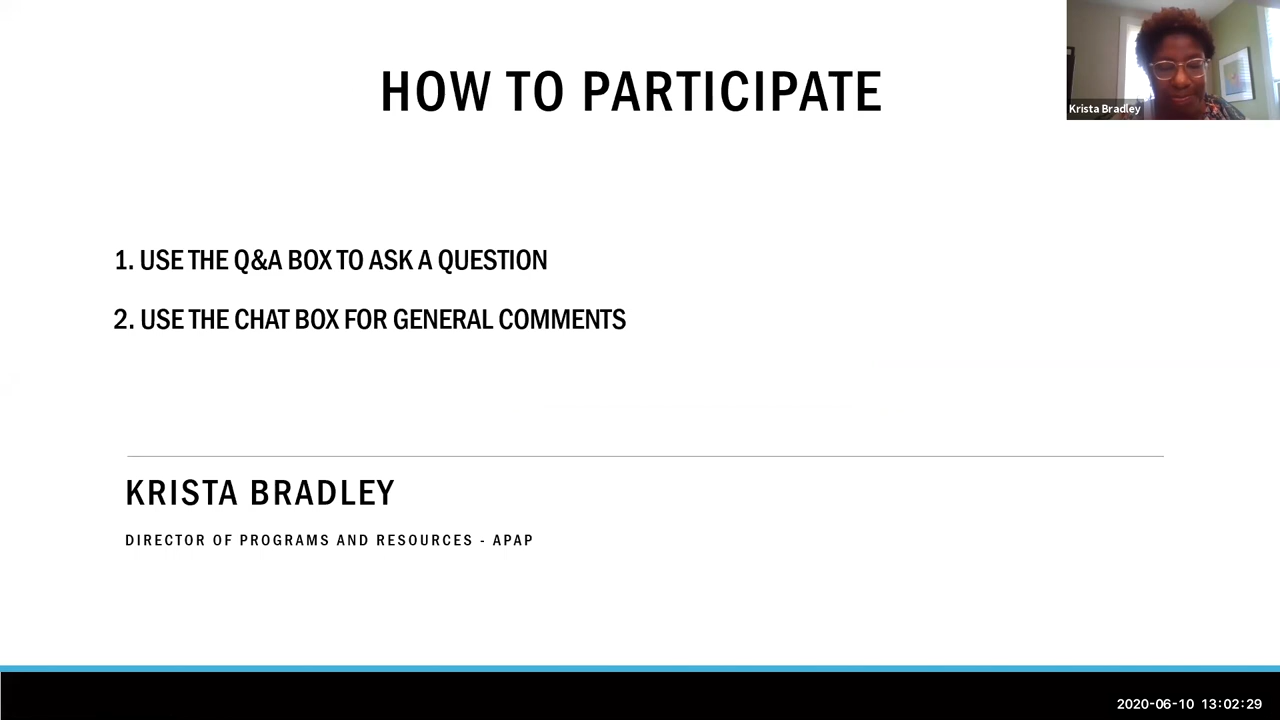 HOW TO PARTICIPATE
Krista Bradley
1. USE THE Q&A BOX TO ASK A QUESTION
2. USE THE CHAT BOX FOR GENERAL COMMENTS
KRISTA BRADLEY
DIRECTOR OF PROGRAMS AND RESOURCES - APAP
2020-06-10 13:02:29